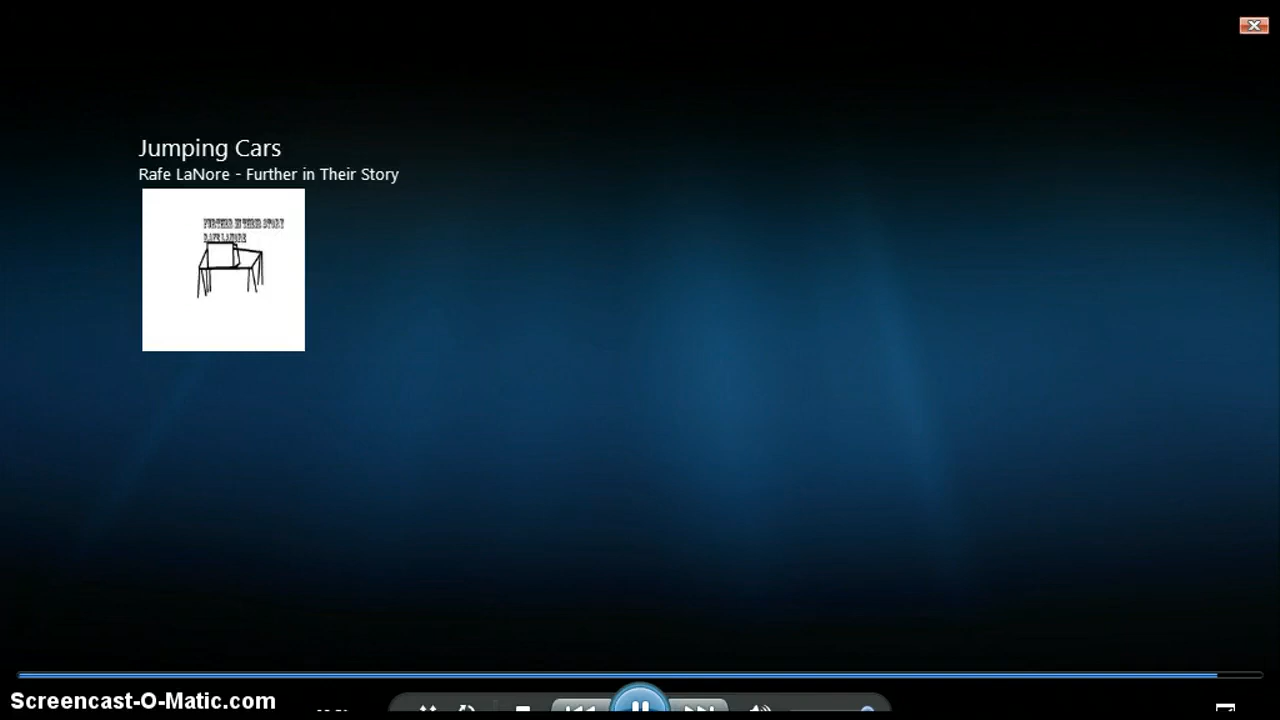 Jumping Cars
Rafe LaNore - Further in Their Story
FURTHER IN THEIR STORY
RAFE LANORE
Screencast-O-Matic.com